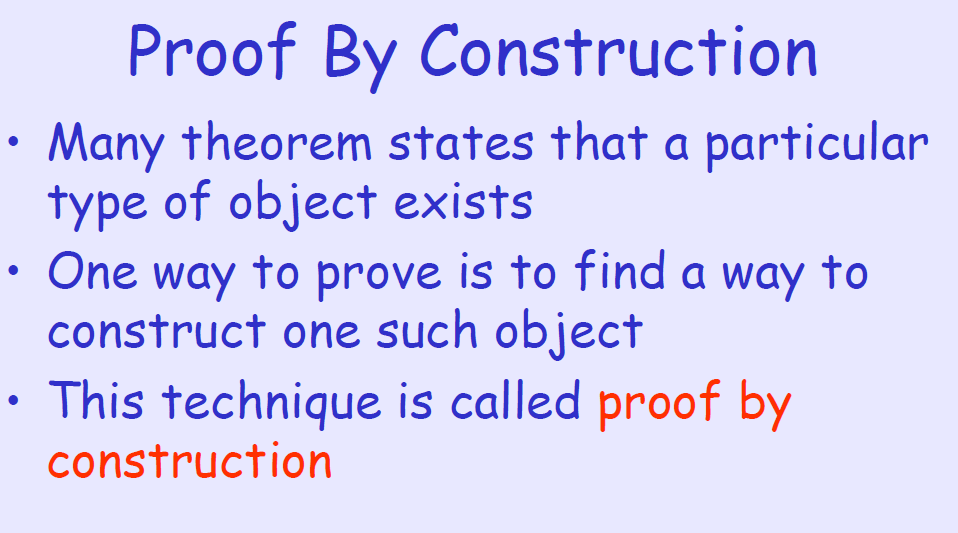 Proof By Construction
• Many theorem states that a particular
type of object exists
• One way to prove is to find a way to
construct one such object
• This technique is called proof by
construction